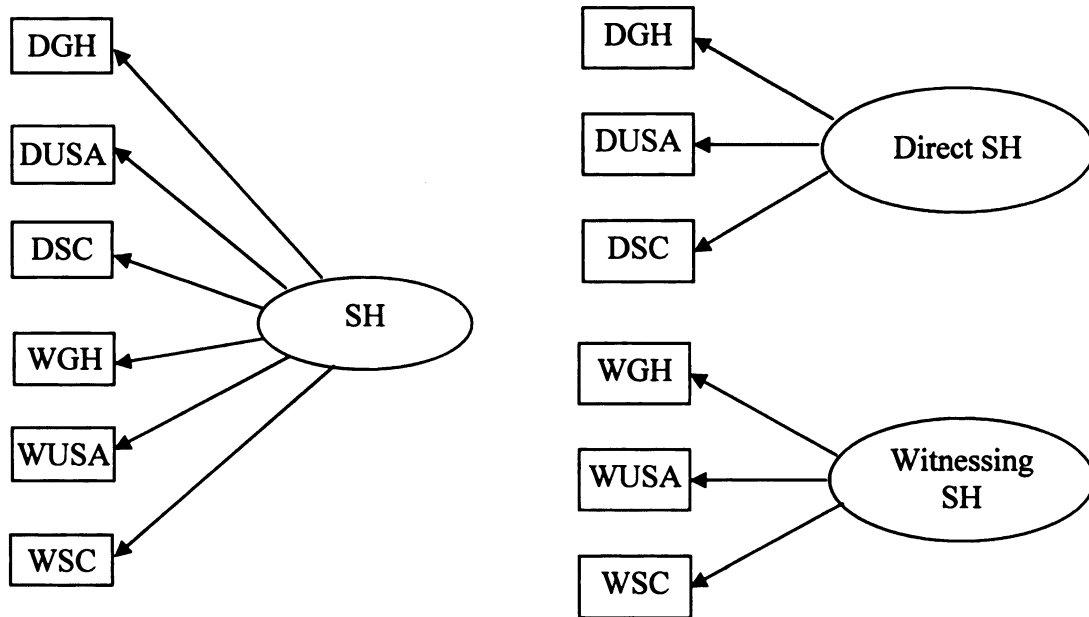 DGH
DUSA
DSC
WGH
WUSA
WSC
SH
DGH
DUSA
DSC
Direct SH
WGH
WUSA
WSC
Witnessing
SH